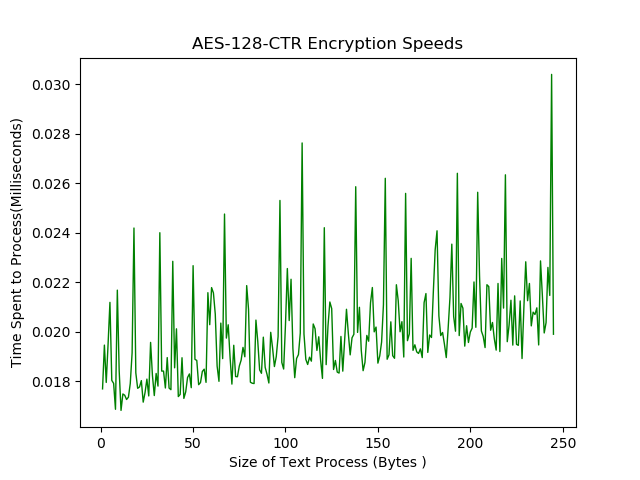 AES-128-CTR Encryption Speeds
0.030
0.028
0.026
0.024
0.022
0.020
0.018
Time Spent to Process(Milliseconds)
0 50 100 150 200 250
Size of Text Process (Bytes )